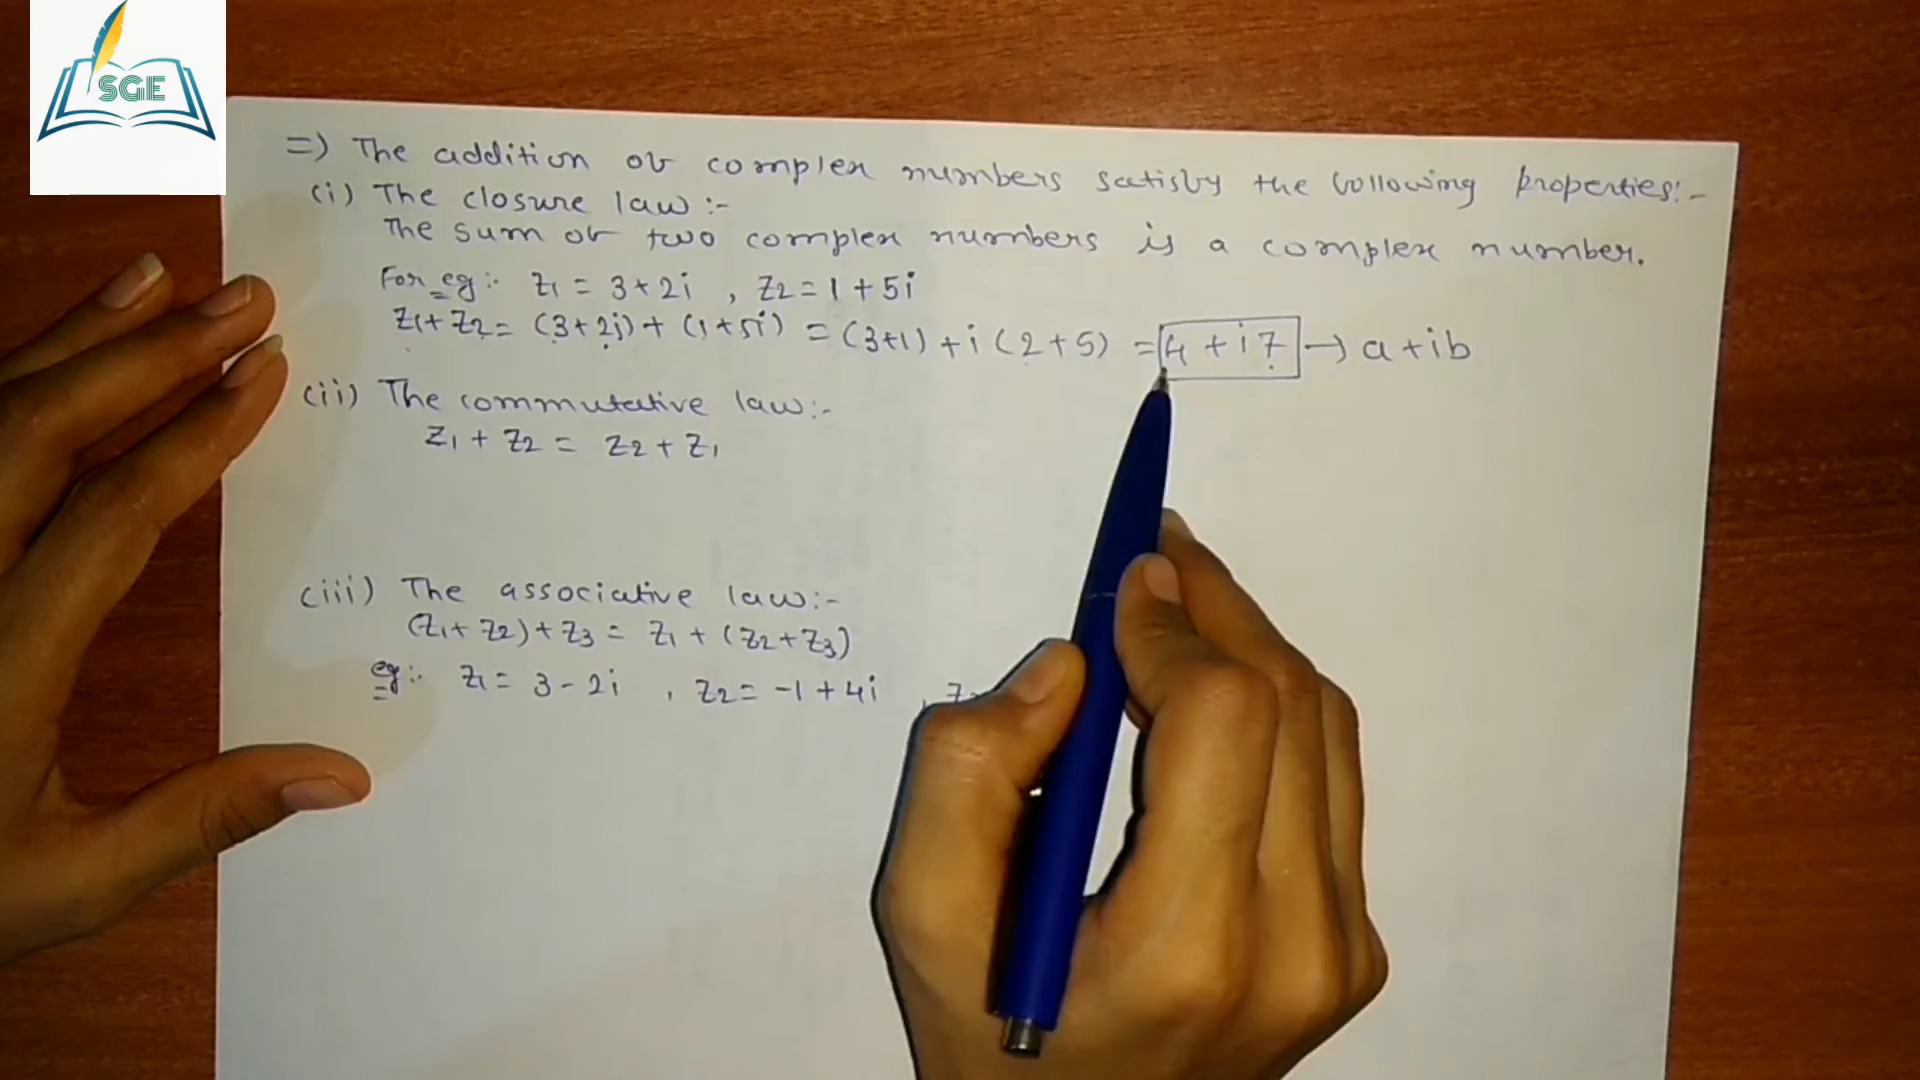 SGE
=) The addition of complex numbers satisfy the following properties:-
(i) The closure law:-
The sum of two complex numbers is a complex number.
For eg:- z1 = 3+2i , z2 = 1+5i
z1+z2 = (3+2i)+(1+5i) = (3+1)+i(2+5) = 4+i7 → a+ib
(ii) The commutative law:-
z1+z2 = z2+z1
(iii) The associative law:-
(z1+z2)+z3 = z1+(z2+z3)
eg:- z1 = 3-2i , z2 = -1+4i ,